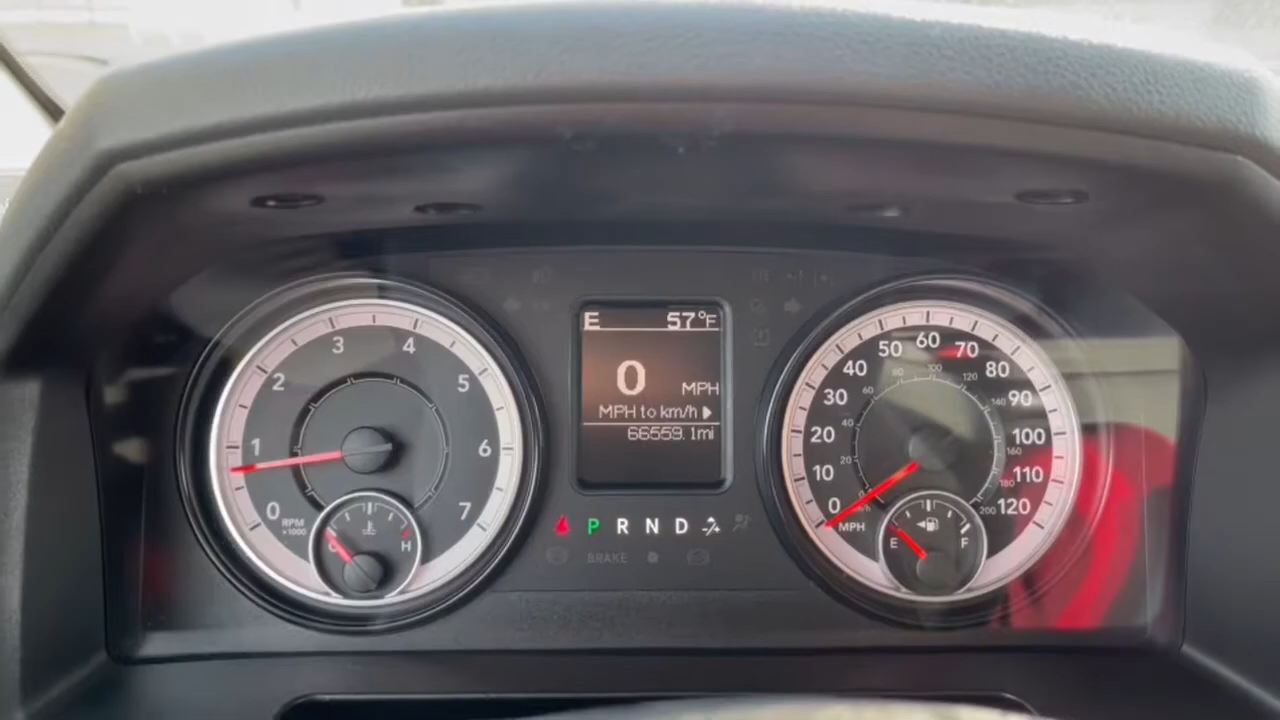 E 57°F
0 MPH
MPH to km/h
66559.1mi
0 1 2 3 4 5 6 7
RPM
x1000
C H
P R N D
BRAKE
0 10 20 30 40 50 60 70 80 90 100 110 120
MPH
20 40 60 80 100 120 140 160 180 200
E F